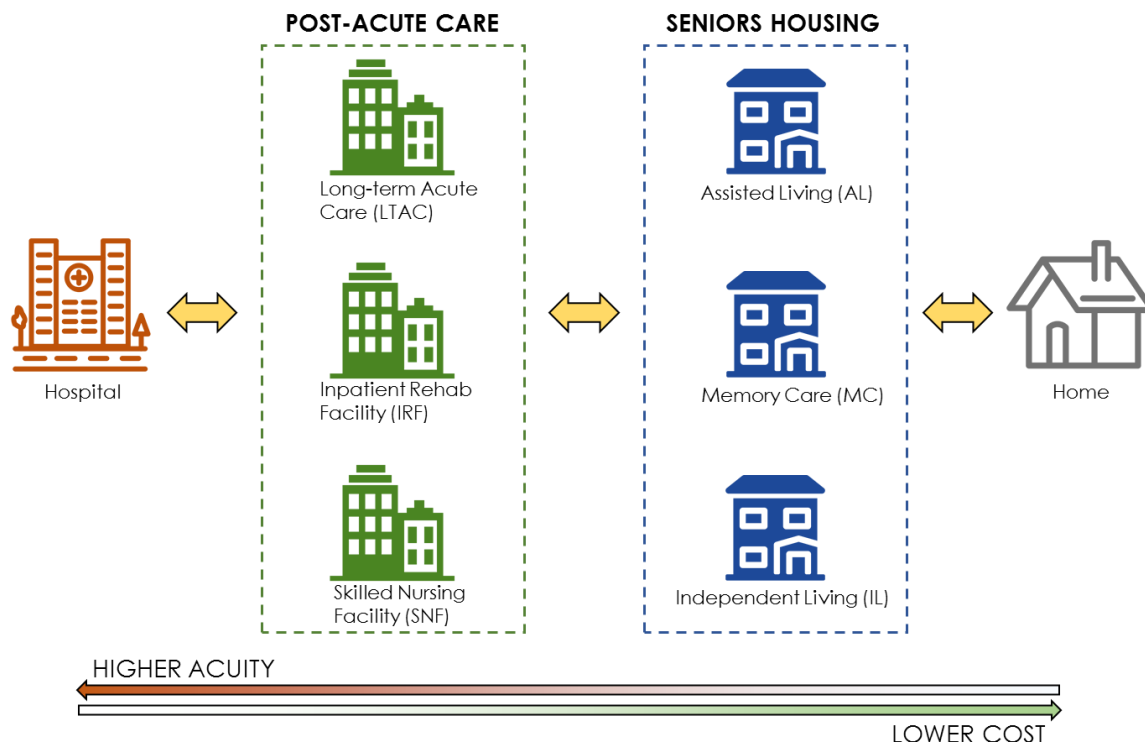 POST-ACUTE CARE
SENIORS HOUSING
Long-term Acute
Care (LTAC)
Assisted Living (AL)
Hospital
Inpatient Rehab
Facility (IRF)
Memory Care (MC)
Home
Skilled Nursing
Facility (SNF)
Independent Living (IL)
HIGHER ACUITY
LOWER COST